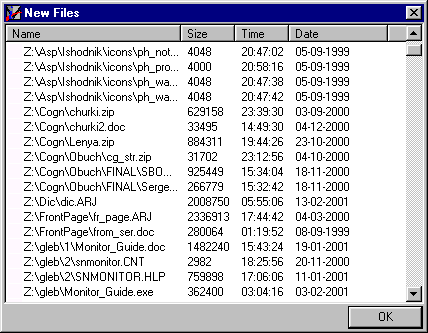 New Files
Name Size Time Date
Z:\Asp\Ishodnik\icons\ph_not... 4048 20:47:02 05-09-1999
Z:\Asp\Ishodnik\icons\ph_pro... 4000 20:58:16 05-09-1999
Z:\Asp\Ishodnik\icons\ph_wa... 4048 20:47:38 05-09-1999
Z:\Asp\Ishodnik\icons\ph_wa... 4048 20:47:42 05-09-1999
Z:\Cogn\churki.zip 629158 23:39:30 03-09-2000
Z:\Cogn\churki2.doc 33495 14:49:30 04-12-2000
Z:\Cogn\Lenya.zip 884311 19:44:26 23-10-2000
Z:\Cogn\Obuch\cg_str.zip 31702 23:12:56 04-10-2000
Z:\Cogn\Obuch\FINAL\SBO... 925449 15:34:04 18-11-2000
Z:\Cogn\Obuch\FINAL\Serge... 266779 15:32:42 18-11-2000
Z:\Dic\dic.ARJ 2008750 05:55:06 13-02-2001
Z:\FrontPage\fr_page.ARJ 2336913 17:44:42 04-03-2000
Z:\FrontPage\from_ser.doc 280064 01:19:52 08-09-1999
Z:\gleb\1\Monitor_Guide.doc 1482240 15:43:24 19-01-2001
Z:\gleb\2\snmonitor.CNT 2982 18:25:56 20-11-2000
Z:\gleb\2\SNMONITOR.HLP 759898 17:06:06 11-01-2001
Z:\gleb\Monitor_Guide.exe 362400 03:04:16 03-02-2001
OK